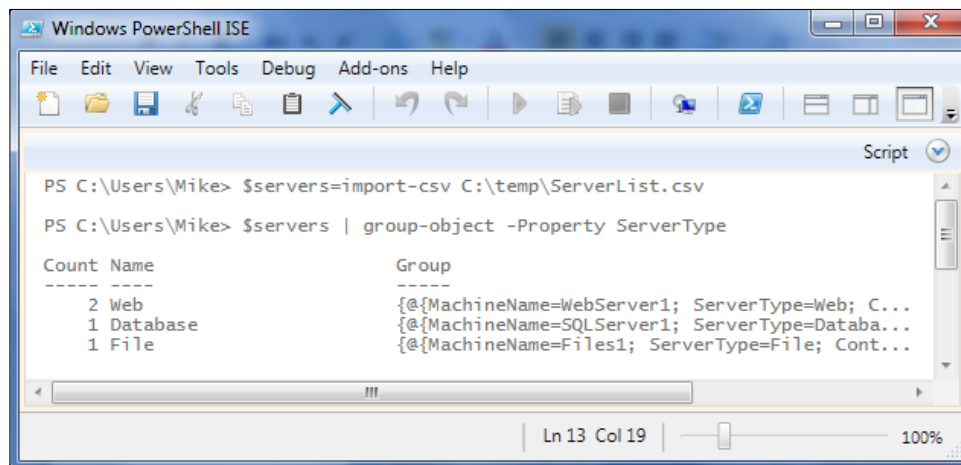 Windows PowerShell ISE
File Edit View Tools Debug Add-ons Help
Script
PS C:\Users\Mike> $servers=import-csv C:\temp\ServerList.csv
PS C:\Users\Mike> $servers | group-object -Property ServerType
Count Name Group
----- ---- -----
2 Web {@{MachineName=WebServer1; ServerType=Web; C...
1 Database {@{MachineName=SQLServer1; ServerType=Databa...
1 File {@{MachineName=Files1; ServerType=File; Cont...
Ln 13 Col 19 100%